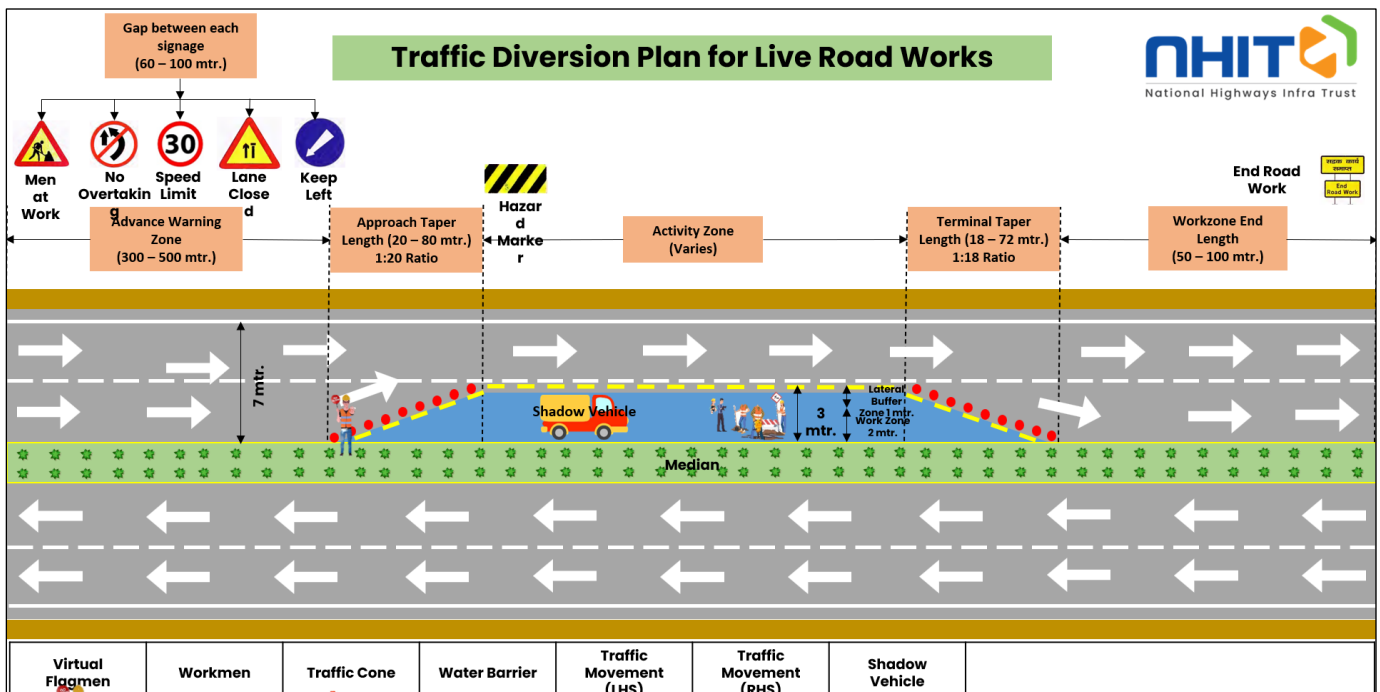 Gap between each
signage
(60 – 100 mtr.)
Traffic Diversion Plan for Live Road Works
NHIT
National Highways Infra Trust
30
Men
at
Work
No
Overtakin
g
Speed
Limit
Lane
Close
d
Keep
Left
Hazar
d
Marke
r
End Road
Work
सड़क कार्य
समाप्त
End
Road Work
Advance Warning
Zone
(300 – 500 mtr.)
Approach Taper
Length (20 – 80 mtr.)
1:20 Ratio
Activity Zone
(Varies)
Terminal Taper
Length (18 – 72 mtr.)
1:18 Ratio
Workzone End
Length
(50 – 100 mtr.)
7 mtr.
Shadow Vehicle
3
mtr.
Lateral
Buffer
Zone 1 mtr.
Work Zone
2 mtr.
Median
Virtual
Flagmen
Workmen
Traffic Cone
Water Barrier
Traffic
Movement
(LHS)
Traffic
Movement
(RHS)
Shadow
Vehicle